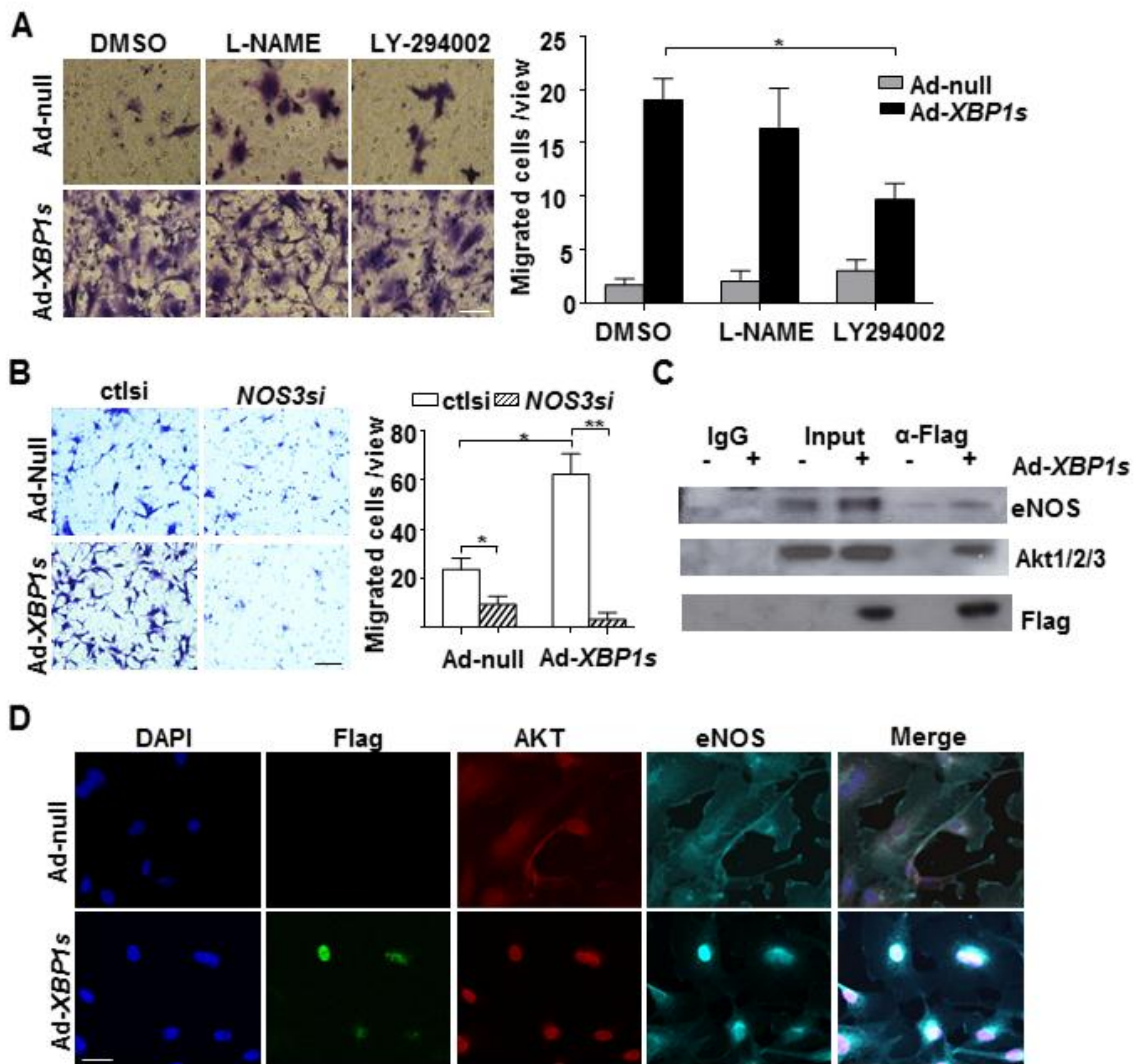 A
DMSO L-NAME LY-294002
Ad-null
Ad-XBP1s
Migrated cells /view
25
20
15
10
5
0
*
Ad-null
Ad-XBP1s
DMSO L-NAME LY294002
B
ctlsi NOS3si
Ad-Null
Ad-XBP1s
ctlsi NOS3si
Migrated cells /view
80
60
40
20
* **
*
Ad-null Ad-XBP1s
C
IgG Input α-Flag
- + - + - + Ad-XBP1s
eNOS
Akt1/2/3
Flag
D
DAPI Flag AKT eNOS Merge
Ad-null
Ad-XBP1s